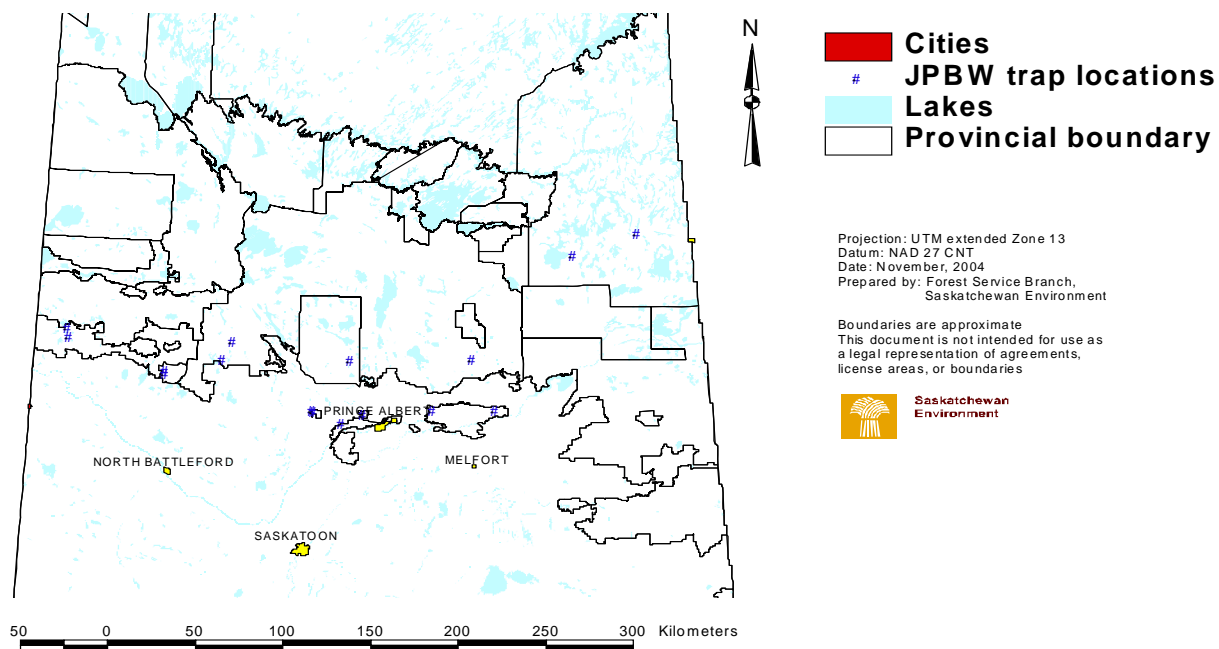 N
Cities
# JPBW trap locations
Lakes
Provincial boundary
Projection: UTM extended Zone 13
Datum: NAD 27 CNT
Date: November, 2004
Prepared by: Forest Service Branch,
Saskatchewan Environment
Boundaries are approximate
This document is not intended for use as
a legal representation of agreements,
license areas, or boundaries
Saskatchewan
Environment
# #
# #
# # # # #
# # #
PRINCE ALBERT
NORTH BATTLEFORD
MELFORT
SASKATOON
50 0 50 100 150 200 250 300 Kilometers